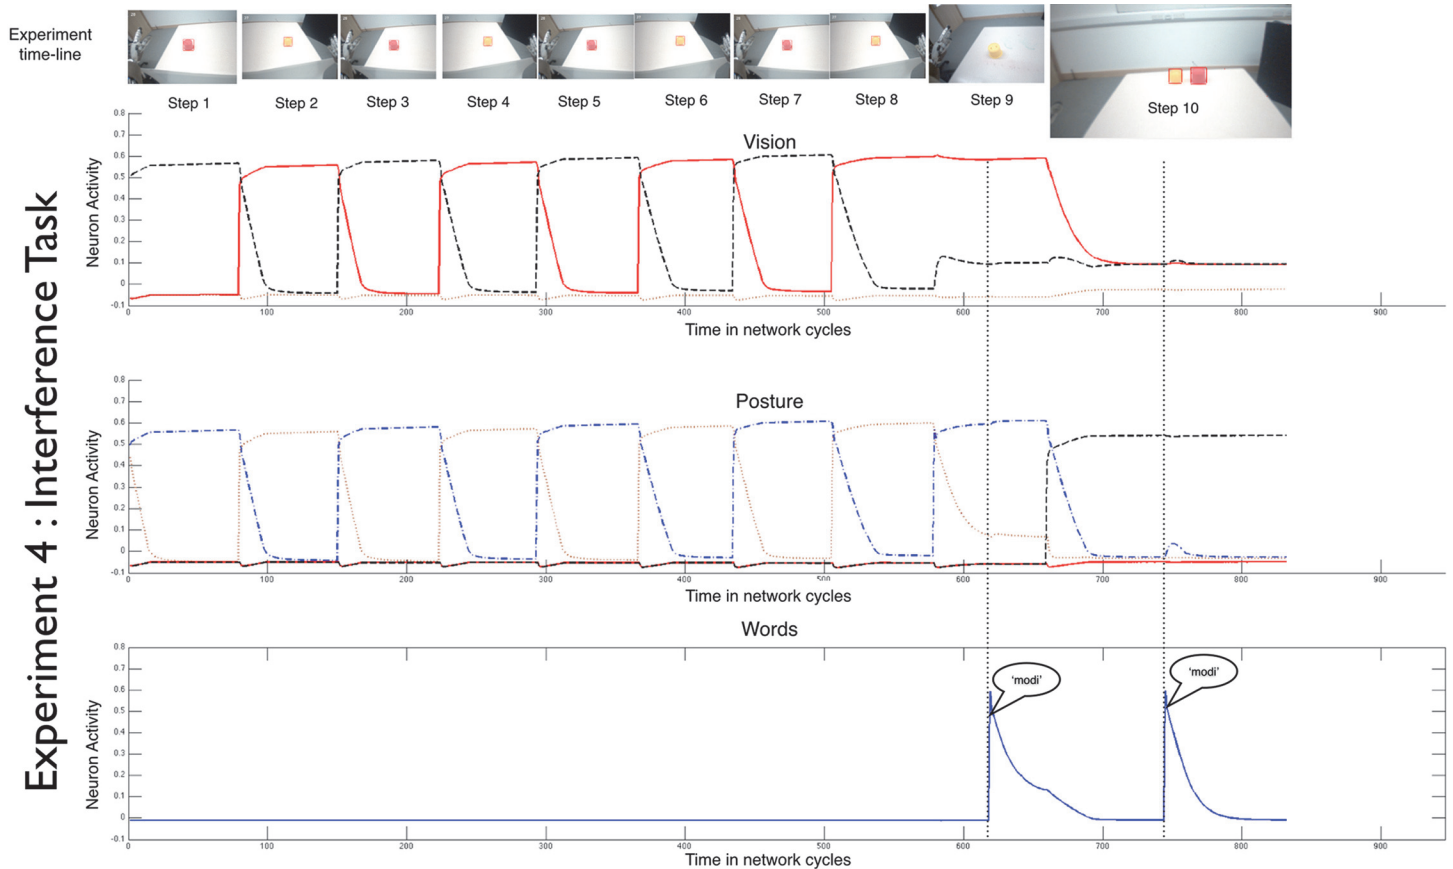 Experiment
time-line
Step 1
Step 2
Step 3
Step 4
Step 5
Step 6
Step 7
Step 8
Step 9
Step 10
Experiment 4 : Interference Task
Vision
Neuron Activity
0.8
0.7
0.6
0.5
0.4
0.3
0.2
0.1
0
-0.1
0 100 200 300 400 500 600 700 800 900
Time in network cycles
Posture
Neuron Activity
0.8
0.7
0.6
0.5
0.4
0.3
0.2
0.1
0
-0.1
0 100 200 300 400 500 600 700 800 900
Time in network cycles
Words
Neuron Activity
0.8
0.7
0.6
0.5
0.4
0.3
0.2
0.1
0
-0.1
'modi'
'modi'
0 100 200 300 400 500 600 700 800 900
Time in network cycles